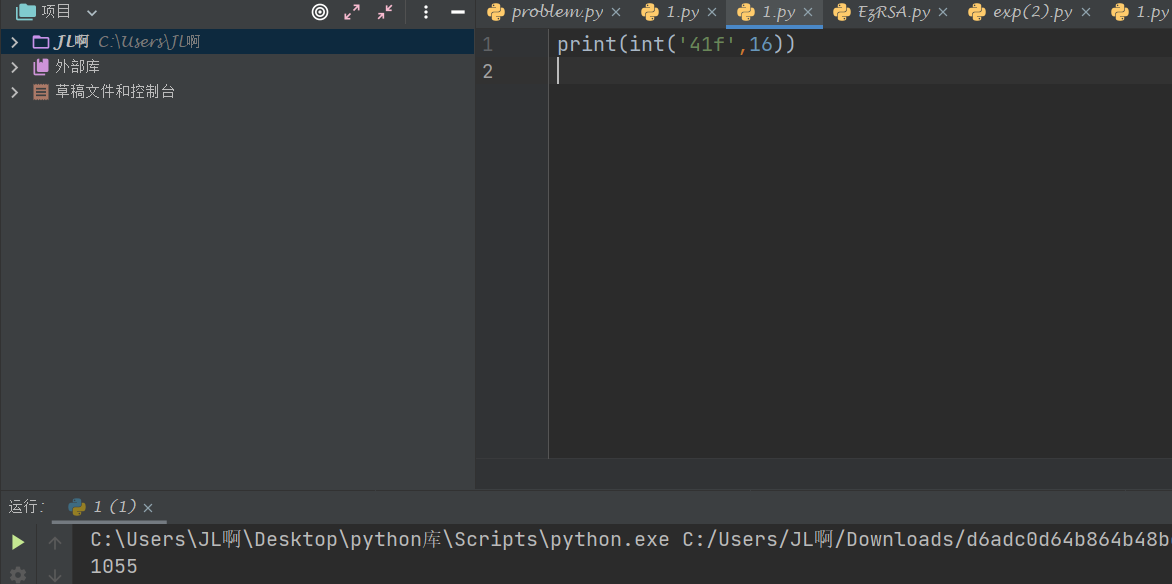 项目
problem.py × 1.py × 1.py × EzRSA.py × exp(2).py × 1.py
JL啊 C:\Users\JL啊
外部库
草稿文件和控制台
1 print(int('41f',16))
2
运行: 1 (1) ×
C:\Users\JL啊\Desktop\python库\Scripts\python.exe C:/Users/JL啊/Downloads/d6adc0d64b864b48b
1055